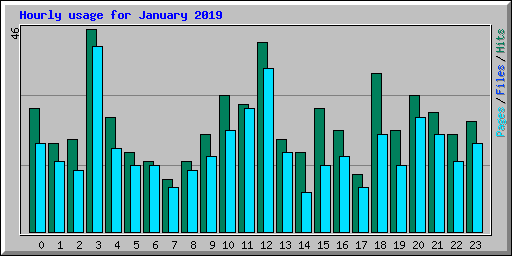 Hourly usage for January 2019
46
Pages / Files / Hits
0 1 2 3 4 5 6 7 8 9 10 11 12 13 14 15 16 17 18 19 20 21 22 23